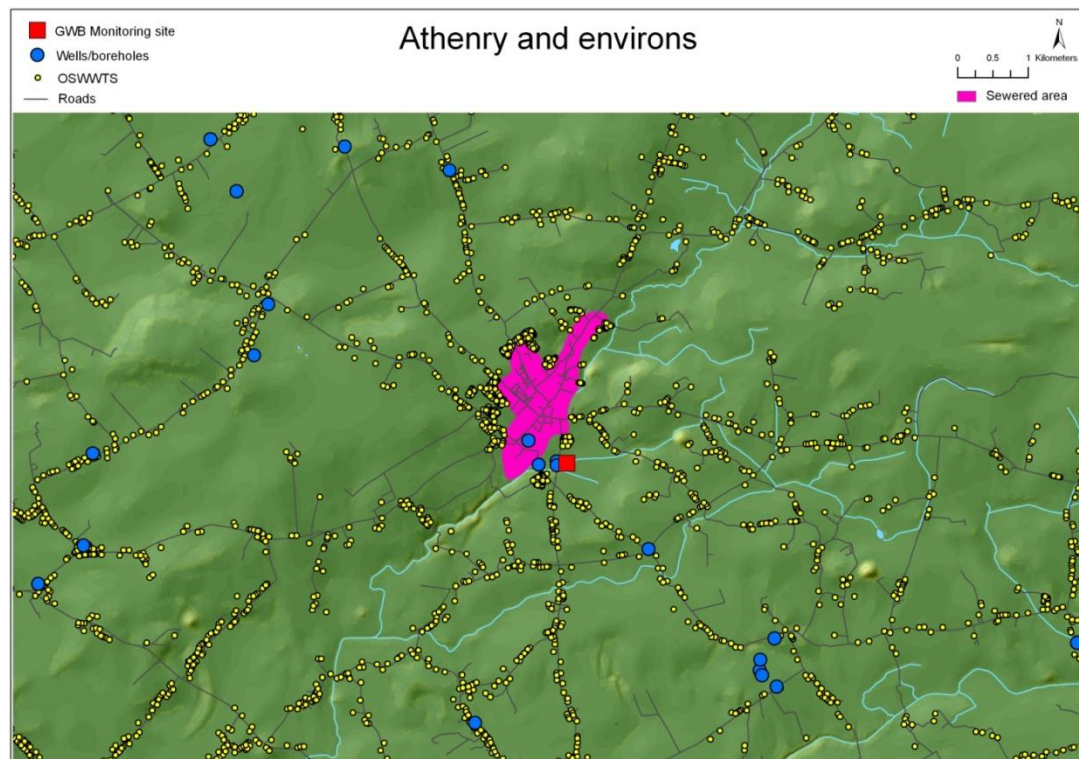 GWB Monitoring site
Wells/boreholes
OSWWTS
Roads
Athenry and environs
N
0 0.5 1
Kilometers
Sewered area